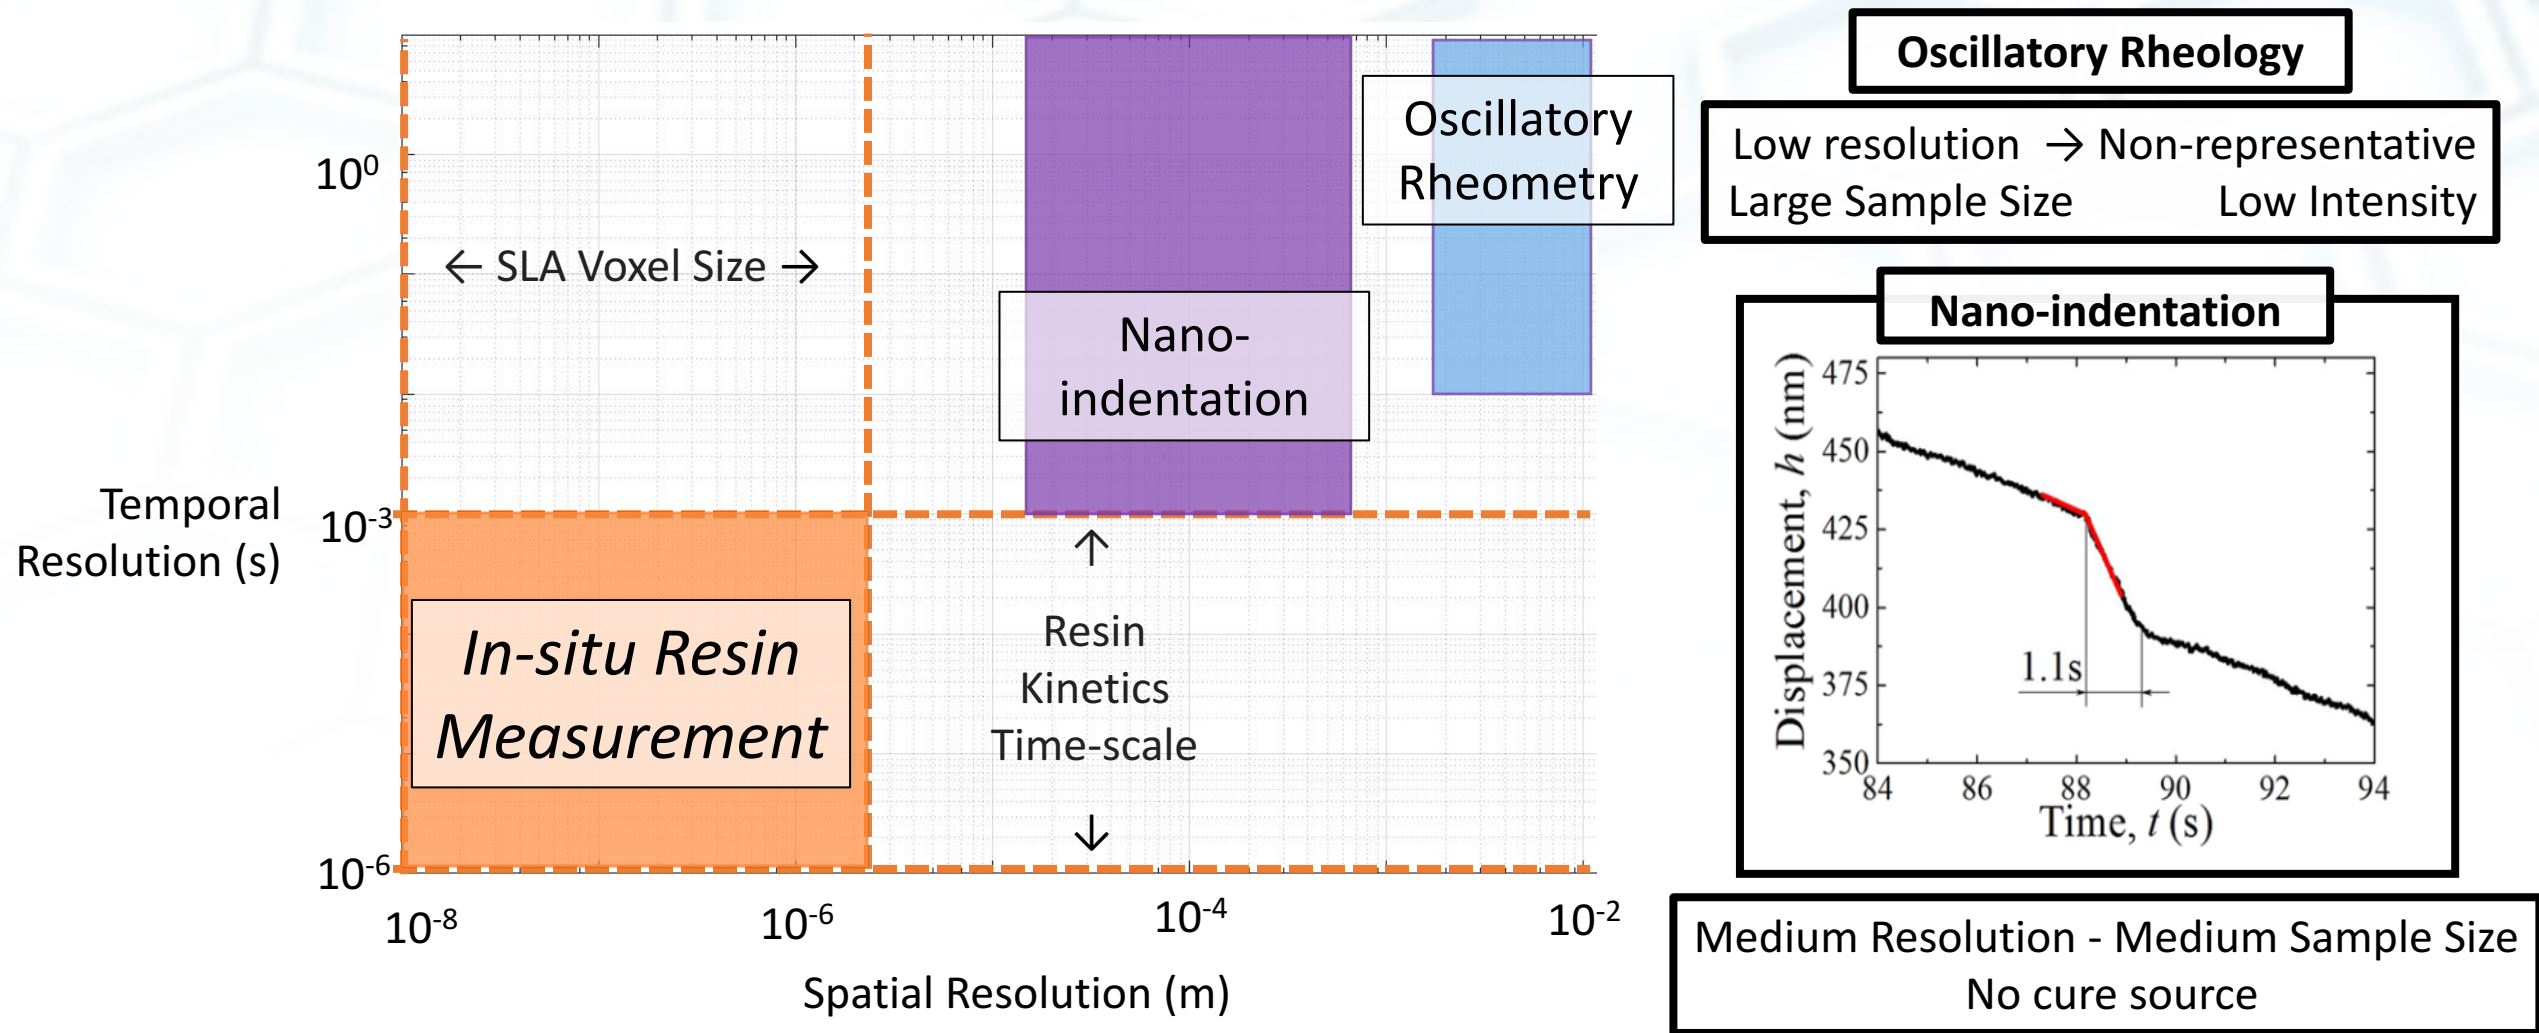 Temporal
Resolution (s)
10⁰
10⁻³
10⁻⁶
10⁻⁸
10⁻⁶
10⁻⁴
10⁻²
Spatial Resolution (m)
← SLA Voxel Size →
In-situ Resin
Measurement
Nano-
indentation
Oscillatory
Rheometry
↑
Resin
Kinetics
Time-scale
↓
Oscillatory Rheology
Low resolution → Non-representative
Large Sample Size Low Intensity
Nano-indentation
Displacement, h (nm)
475
450
425
400
375
350
1.1s
84 86 88 90 92 94
Time, t (s)
Medium Resolution - Medium Sample Size
No cure source